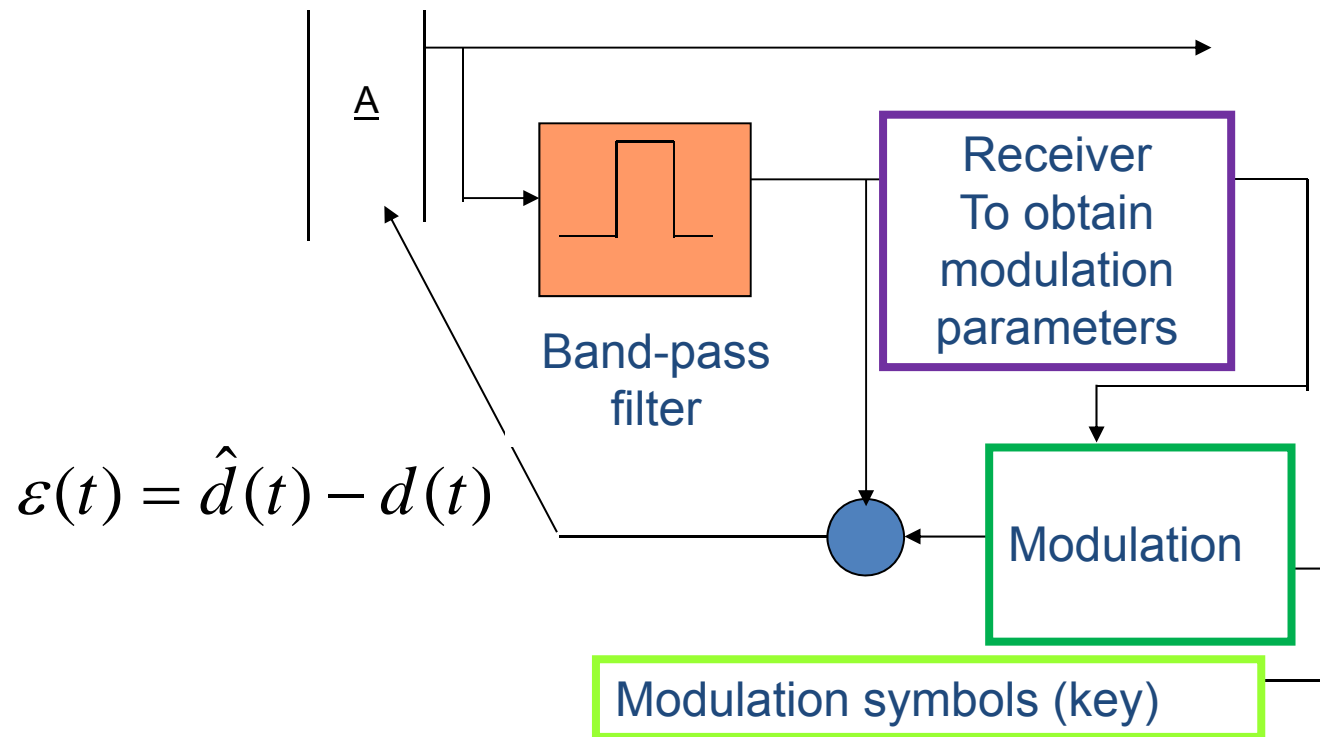 A
Receiver
To obtain
modulation
parameters
Band-pass
filter
ε(t) = d̂(t) − d(t)
Modulation
Modulation symbols (key)